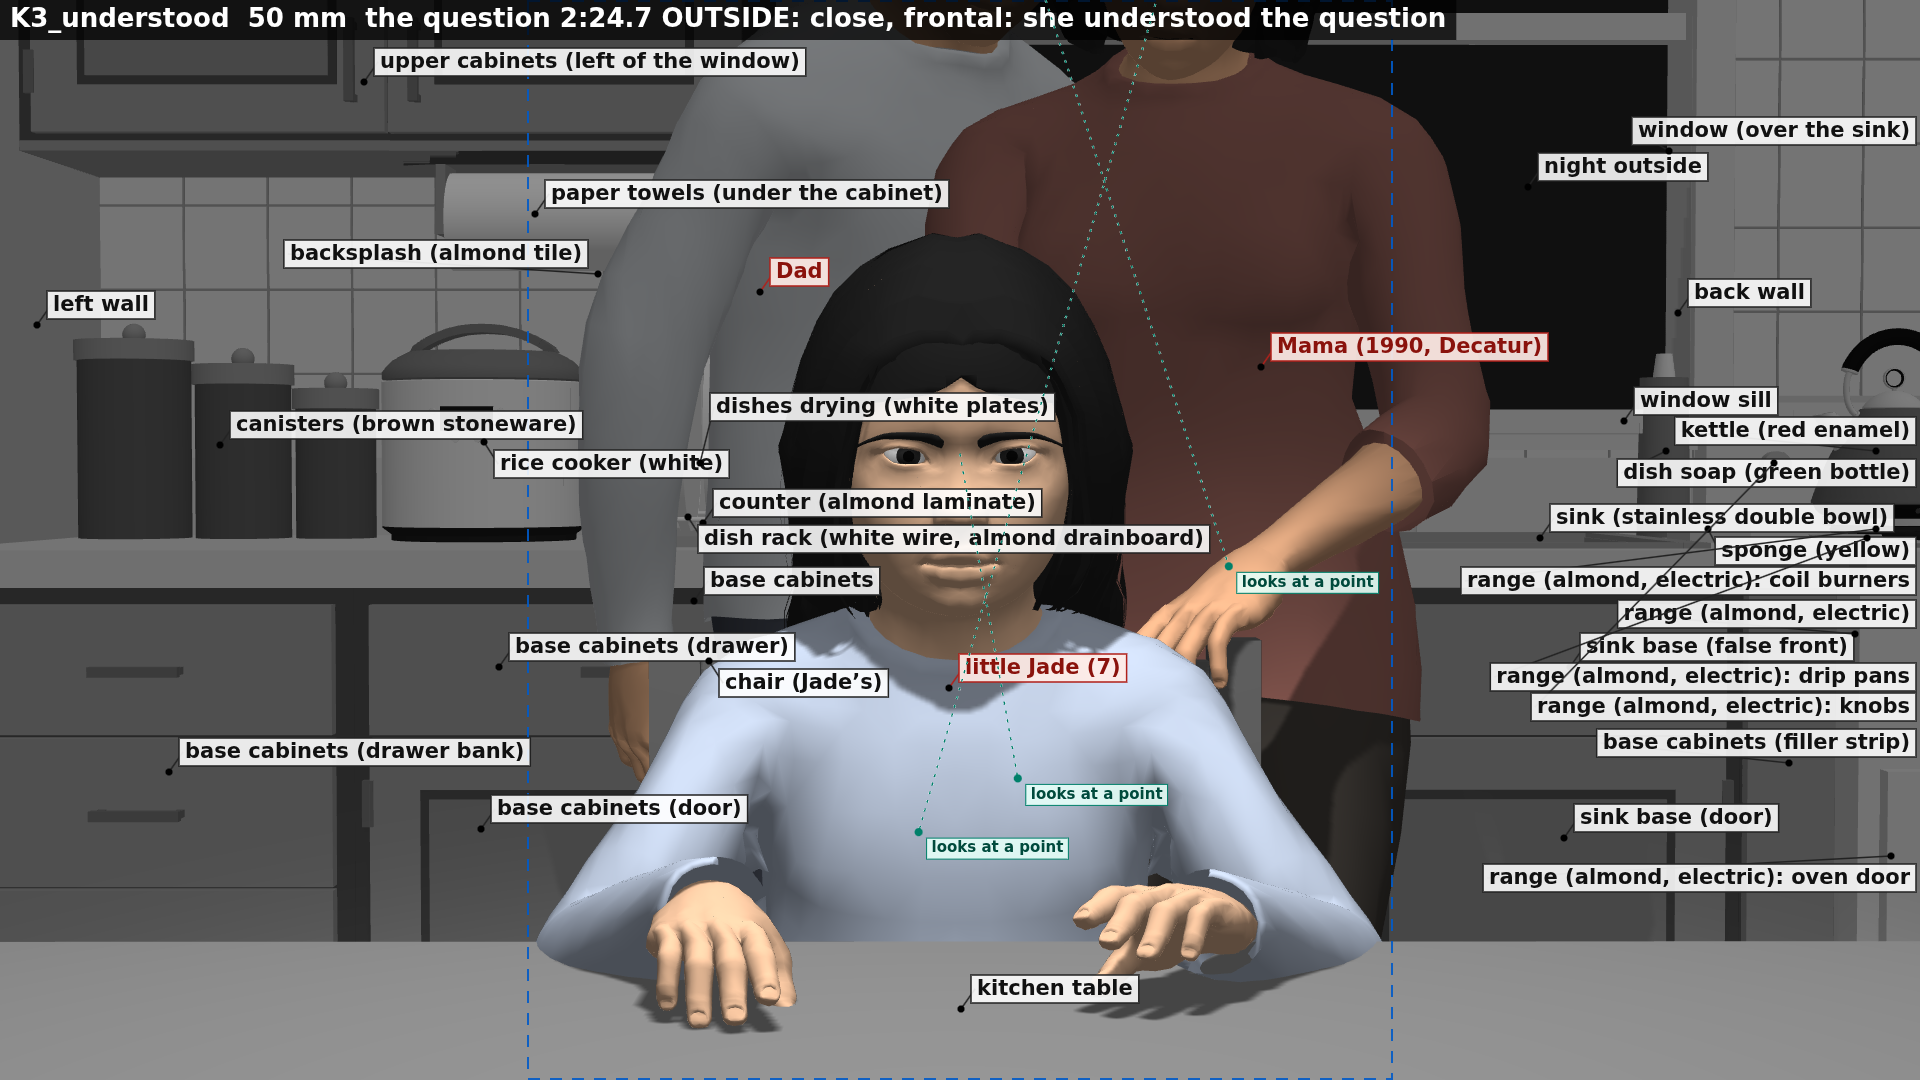 K3_understood  50 mm  the question 2:24.7 OUTSIDE: close, frontal: she understood the question
upper cabinets (left of the window)
window (over the sink)
night outside
paper towels (under the cabinet)
backsplash (almond tile)
Dad
left wall
back wall
Mama (1990, Decatur)
window sill
dishes drying (white plates)
canisters (brown stoneware)
kettle (red enamel)
rice cooker (white)
dish soap (green bottle)
counter (almond laminate)
sink (stainless double bowl)
dish rack (white wire, almond drainboard)
sponge (yellow)
base cabinets
looks at a point
range (almond, electric): coil burners
range (almond, electric)
base cabinets (drawer)
sink base (false front)
little Jade (7)
chair (Jade’s)
range (almond, electric): drip pans
range (almond, electric): knobs
base cabinets (drawer bank)
base cabinets (filler strip)
looks at a point
base cabinets (door)
sink base (door)
looks at a point
range (almond, electric): oven door
kitchen table